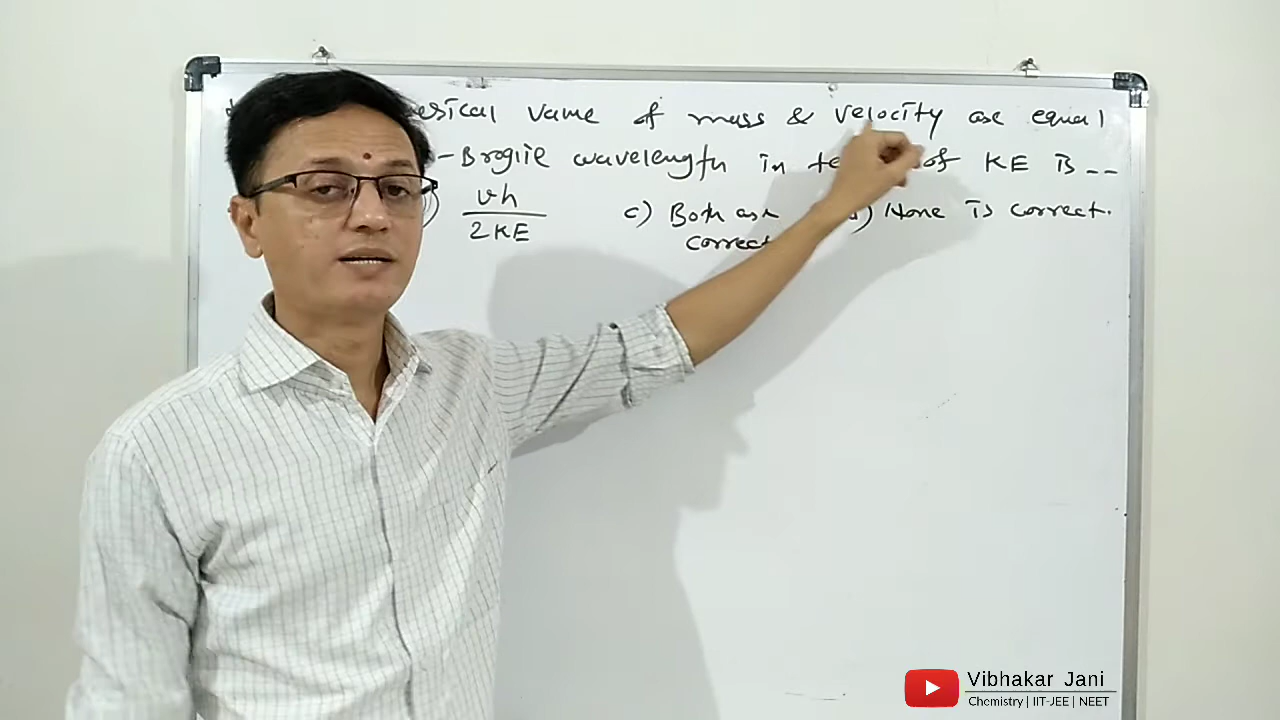 of mass & velocity are equal
wavelength in of KE is --
vh
2KE
c) Both are d) None is correct.
correct
Vibhakar Jani
Chemistry | IIT-JEE | NEET